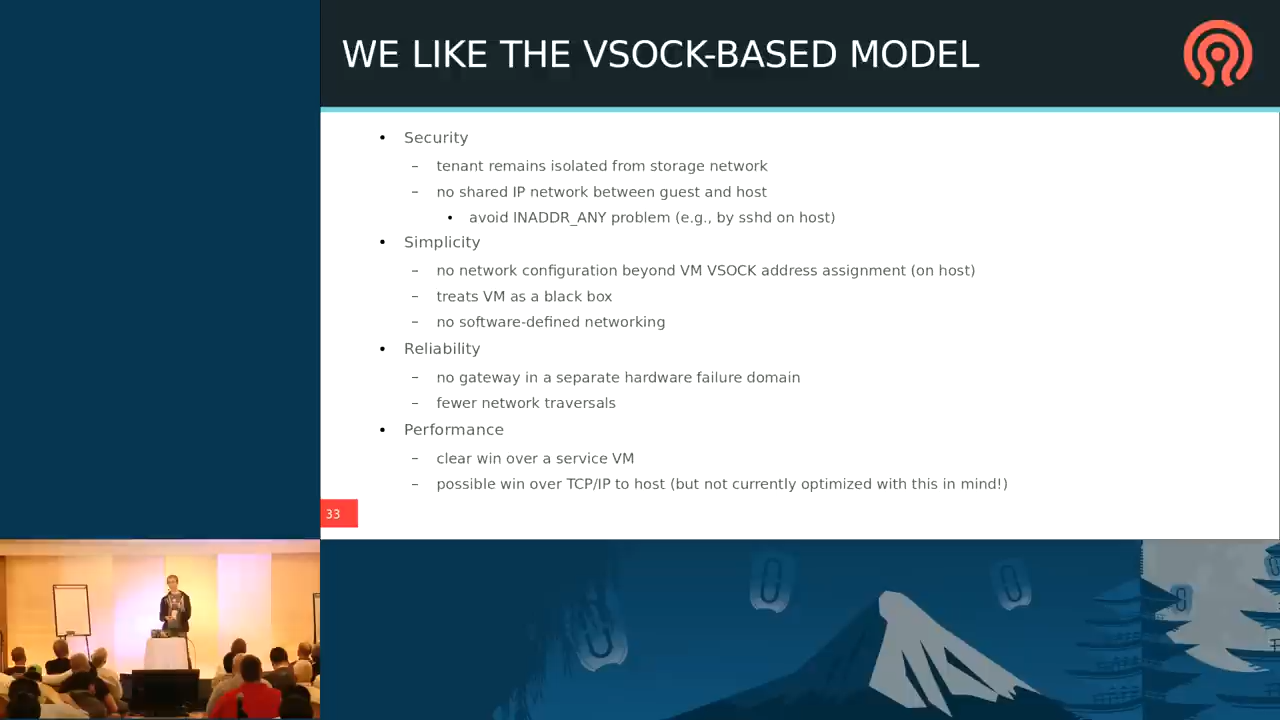 WE LIKE THE VSOCK-BASED MODEL
• Security
– tenant remains isolated from storage network
– no shared IP network between guest and host
• avoid INADDR_ANY problem (e.g., by sshd on host)
• Simplicity
– no network configuration beyond VM VSOCK address assignment (on host)
– treats VM as a black box
– no software-defined networking
• Reliability
– no gateway in a separate hardware failure domain
– fewer network traversals
• Performance
– clear win over a service VM
– possible win over TCP/IP to host (but not currently optimized with this in mind!)
33